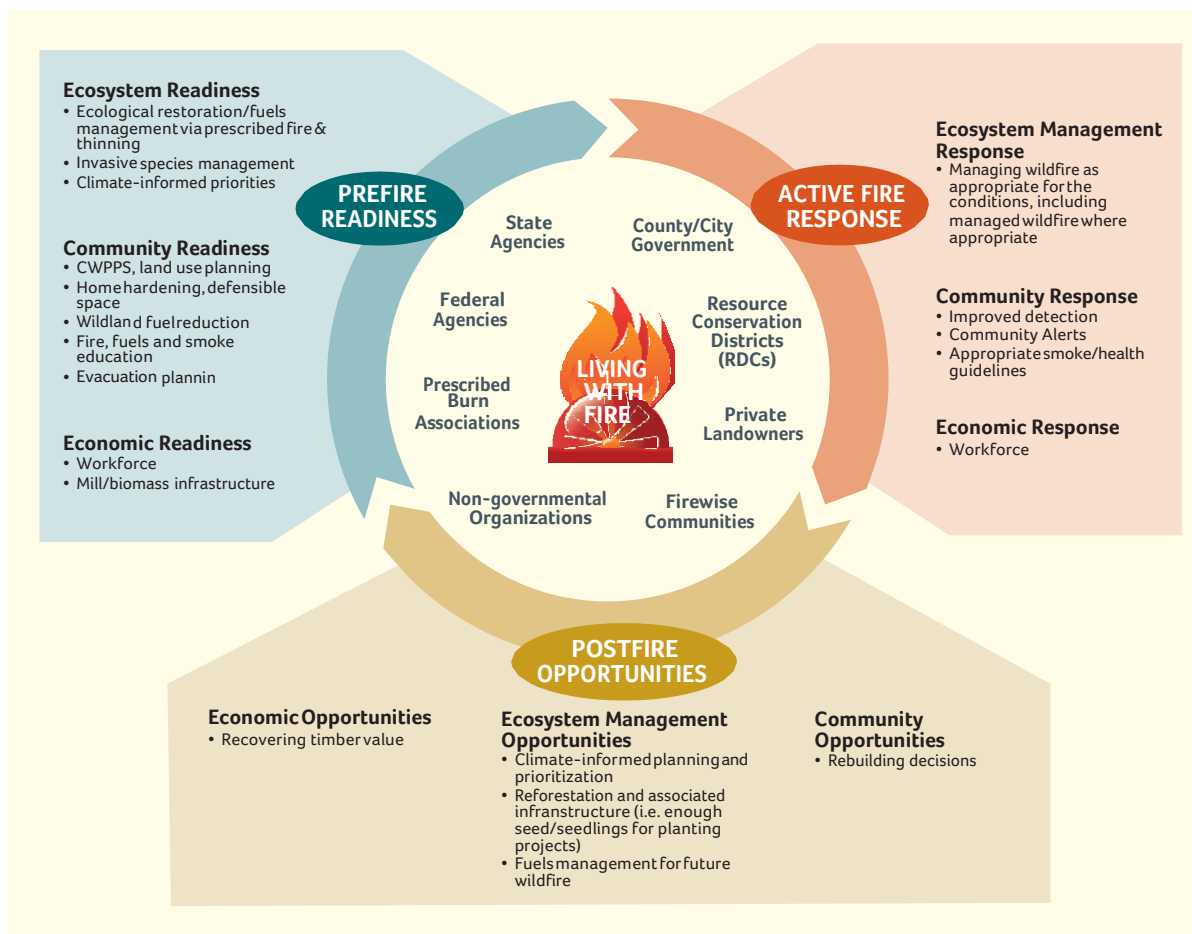 Ecosystem Readiness
• Ecological restoration/fuels
management via prescribed fire &
thinning
• Invasive species management
• Climate-informed priorities
Community Readiness
• CWPPS, land use planning
• Home hardening, defensible
space
• Wildland fuel reduction
• Fire, fuels and smoke
education
• Evacuation plannin
Economic Readiness
• Workforce
• Mill/biomass infrastructure
PREFIRE
READINESS
ACTIVE FIRE
RESPONSE
State
Agencies
County/City
Government
Federal
Agencies
Resource
Conservation
Districts
(RDCs)
LIVING
WITH
FIRE
Prescribed
Burn
Associations
Private
Landowners
Non-governmental
Organizations
Firewise
Communities
Ecosystem Management
Response
• Managing wildfire as
appropriate for the
conditions, including
managed wildfire where
appropriate
Community Response
• Improved detection
• Community Alerts
• Appropriate smoke/health
guidelines
Economic Response
• Workforce
POSTFIRE
OPPORTUNITIES
Economic Opportunities
• Recovering timber value
Ecosystem Management
Opportunities
• Climate-informed planning and
prioritization
• Reforestation and associated
infranstructure (i.e. enough
seed/seedlings for planting
projects)
• Fuels management for future
wildfire
Community
Opportunities
• Rebuilding decisions